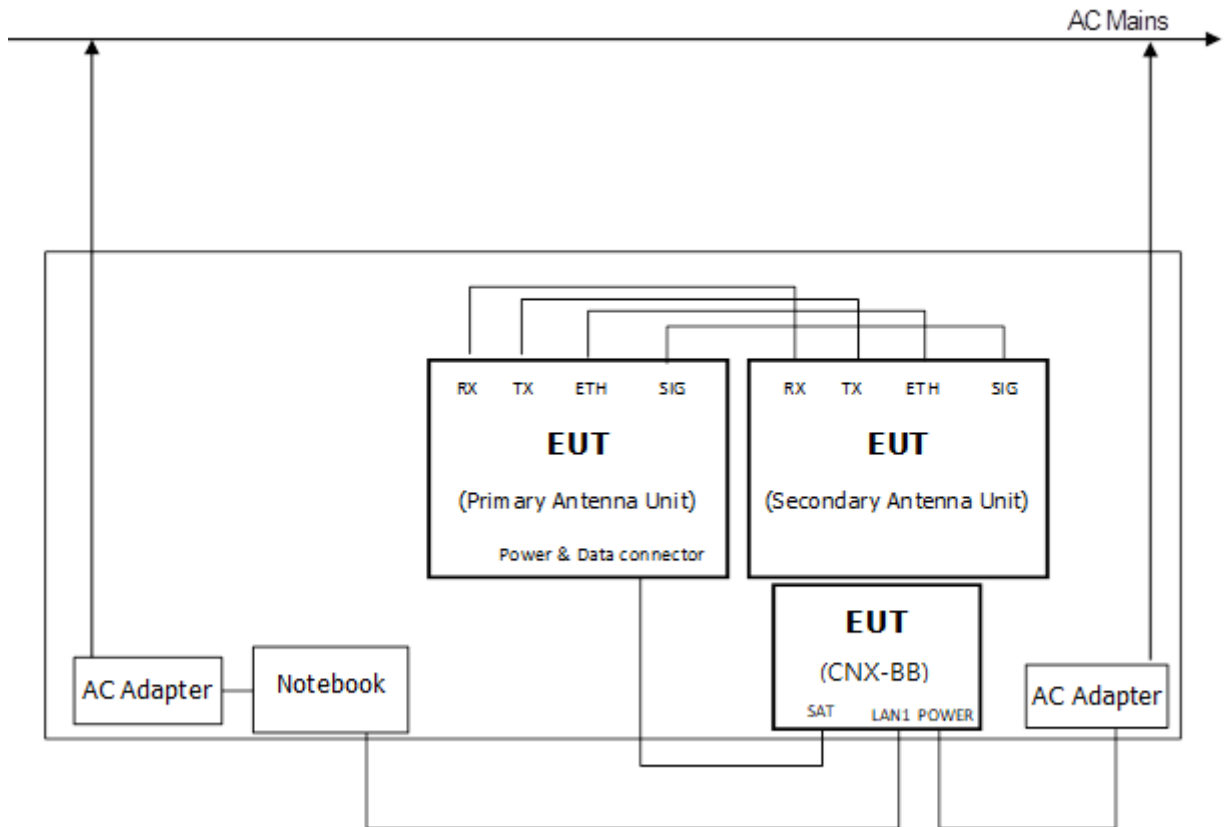 AC Mains
RX TX ETH SIG
RX TX ETH SIG
EUT
EUT
(Primary Antenna Unit)
(Secondary Antenna Unit)
Power & Data connector
EUT
(CNX-BB)
SAT LAN1 POWER
AC Adapter
Notebook
AC Adapter